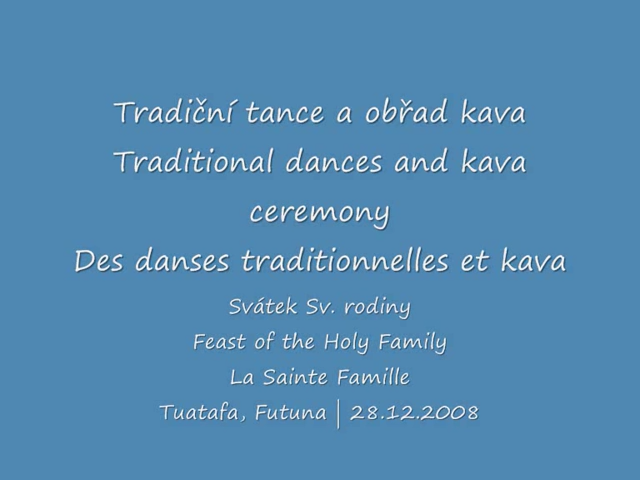 Tradiční tance a obřad kava
Traditional dances and kava
ceremony
Des danses traditionnelles et kava
Svátek Sv. rodiny
Feast of the Holy Family
La Sainte Famille
Tuatafa, Futuna | 28.12.2008